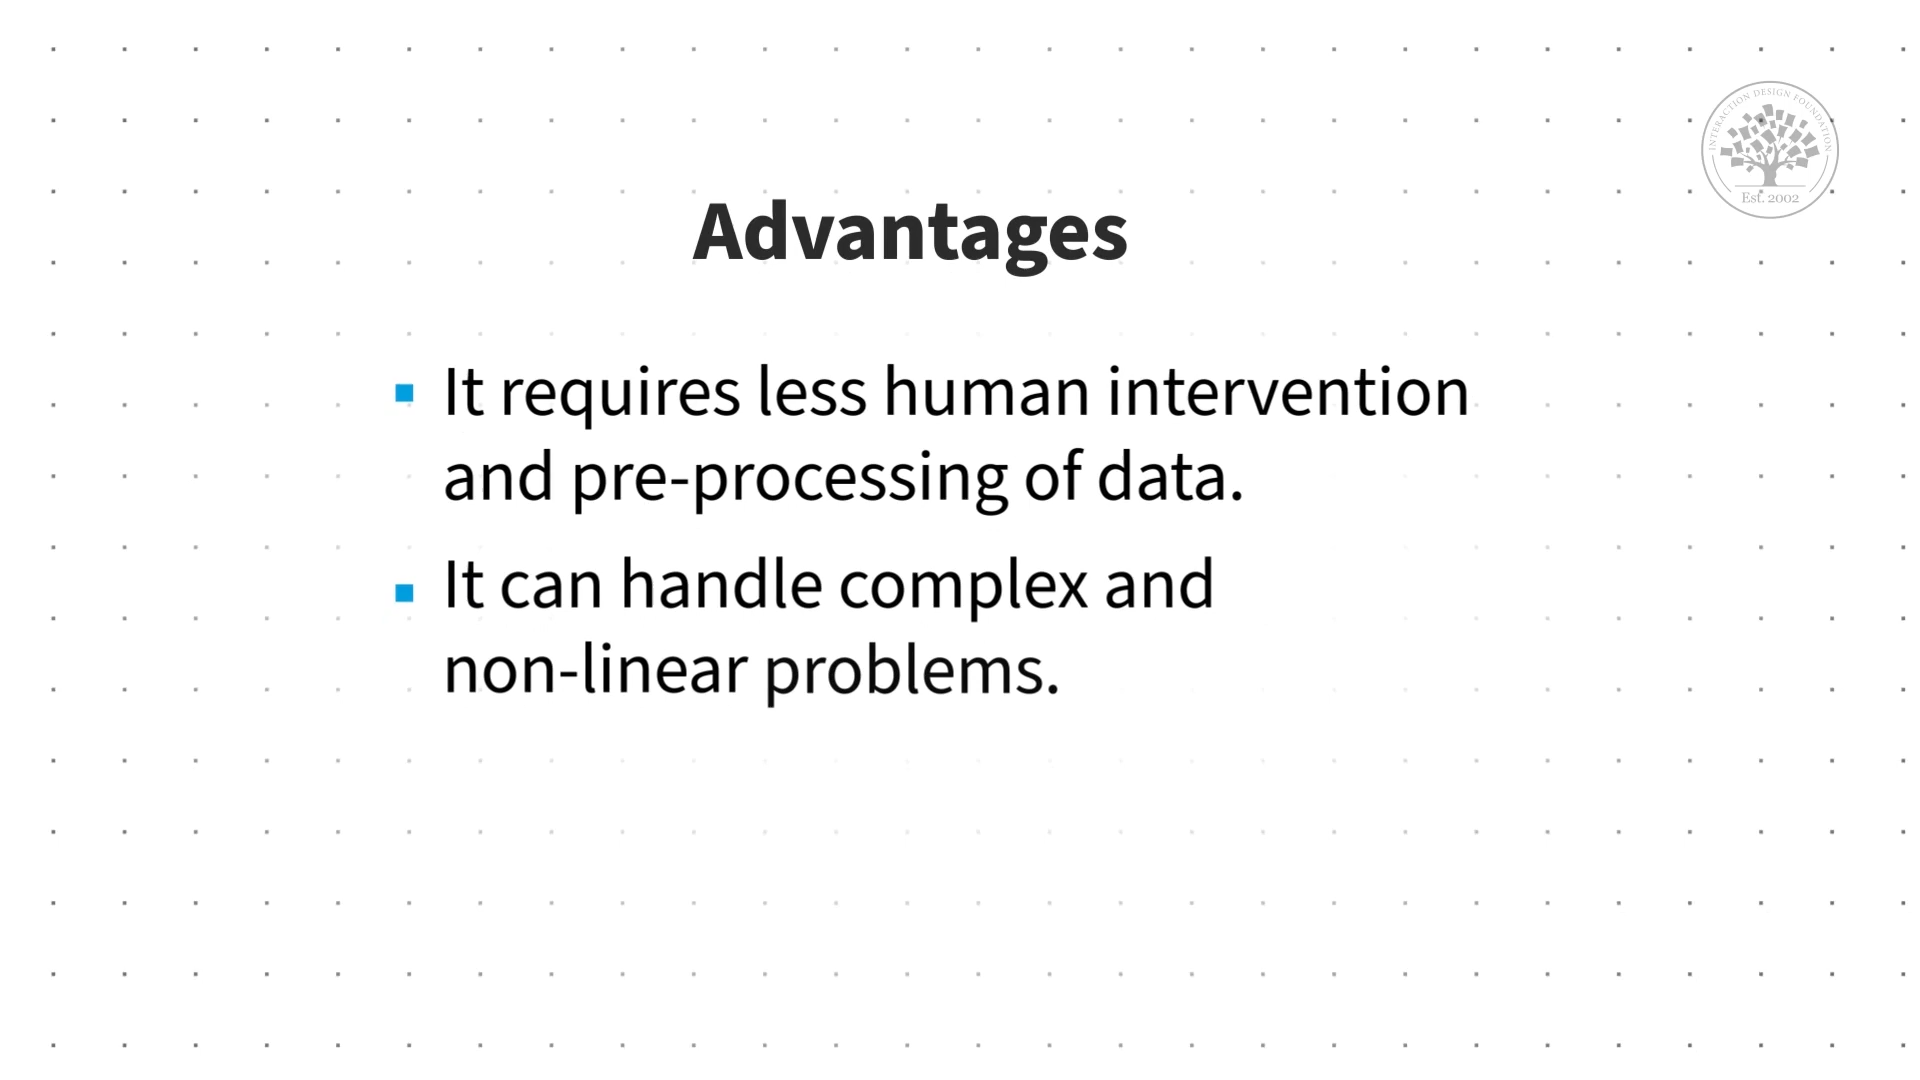 INTERACTION DESIGN FOUNDATION
Est. 2002
Advantages
It requires less human intervention
and pre-processing of data.
It can handle complex and
non-linear problems.